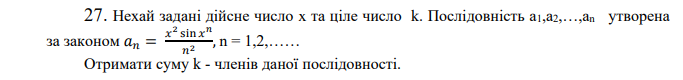 27. Нехай задані дійсне число х та ціле число k. Послідовність a₁,a₂,…,aₙ утворена
за законом aₙ = x² sin xⁿ / n², n = 1,2,……
Отримати суму k - членів даної послідовності.